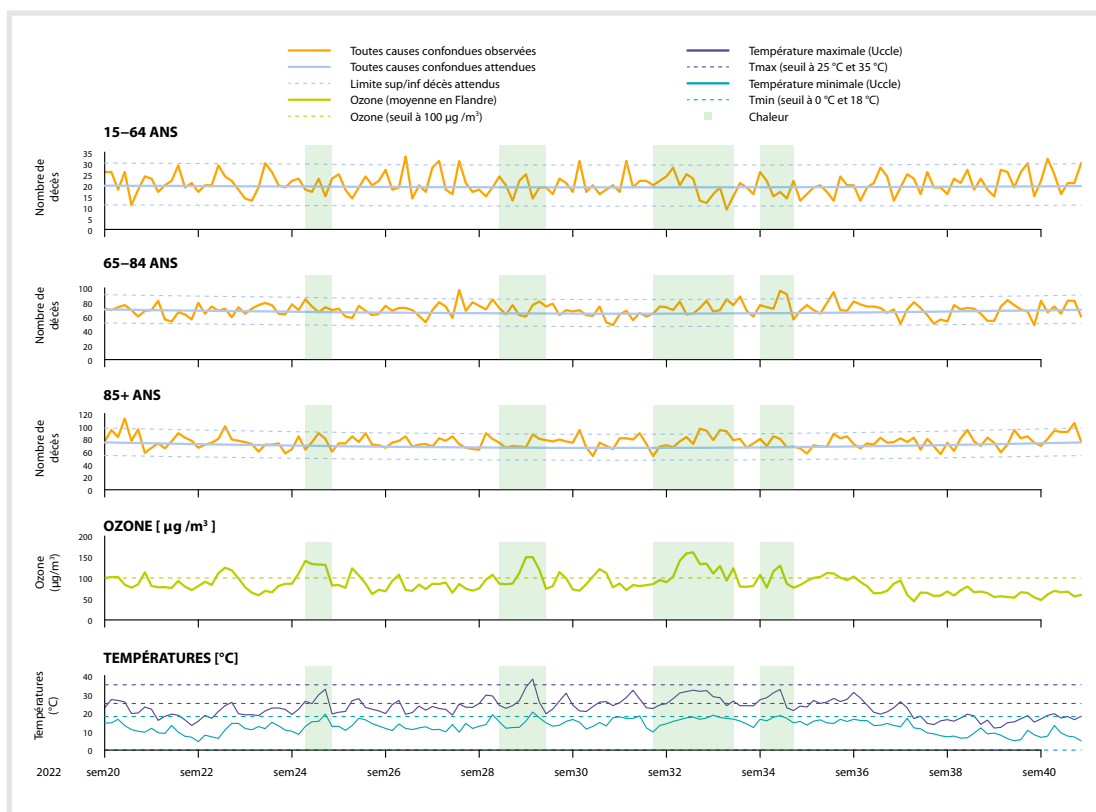 Toutes causes confondues observées
Toutes causes confondues attendues
Limite sup/inf décès attendus
Ozone (moyenne en Flandre)
Ozone (seuil à 100 µg /m³)
Température maximale (Uccle)
Tmax (seuil à 25 °C et 35 °C)
Température minimale (Uccle)
Tmin (seuil à 0 °C et 18 °C)
Chaleur
15–64 ANS
Nombre de
décès
35
30
25
20
15
10
5
0
65–84 ANS
Nombre de
décès
100
80
60
40
20
0
85+ ANS
Nombre de
décès
120
100
80
60
40
20
0
OZONE [ µg /m³ ]
Ozone
(µg/m³)
200
150
100
50
0
TEMPÉRATURES [°C]
Températures
(°C)
40
30
20
10
0
2022 sem20 sem22 sem24 sem26 sem28 sem30 sem32 sem34 sem36 sem38 sem40